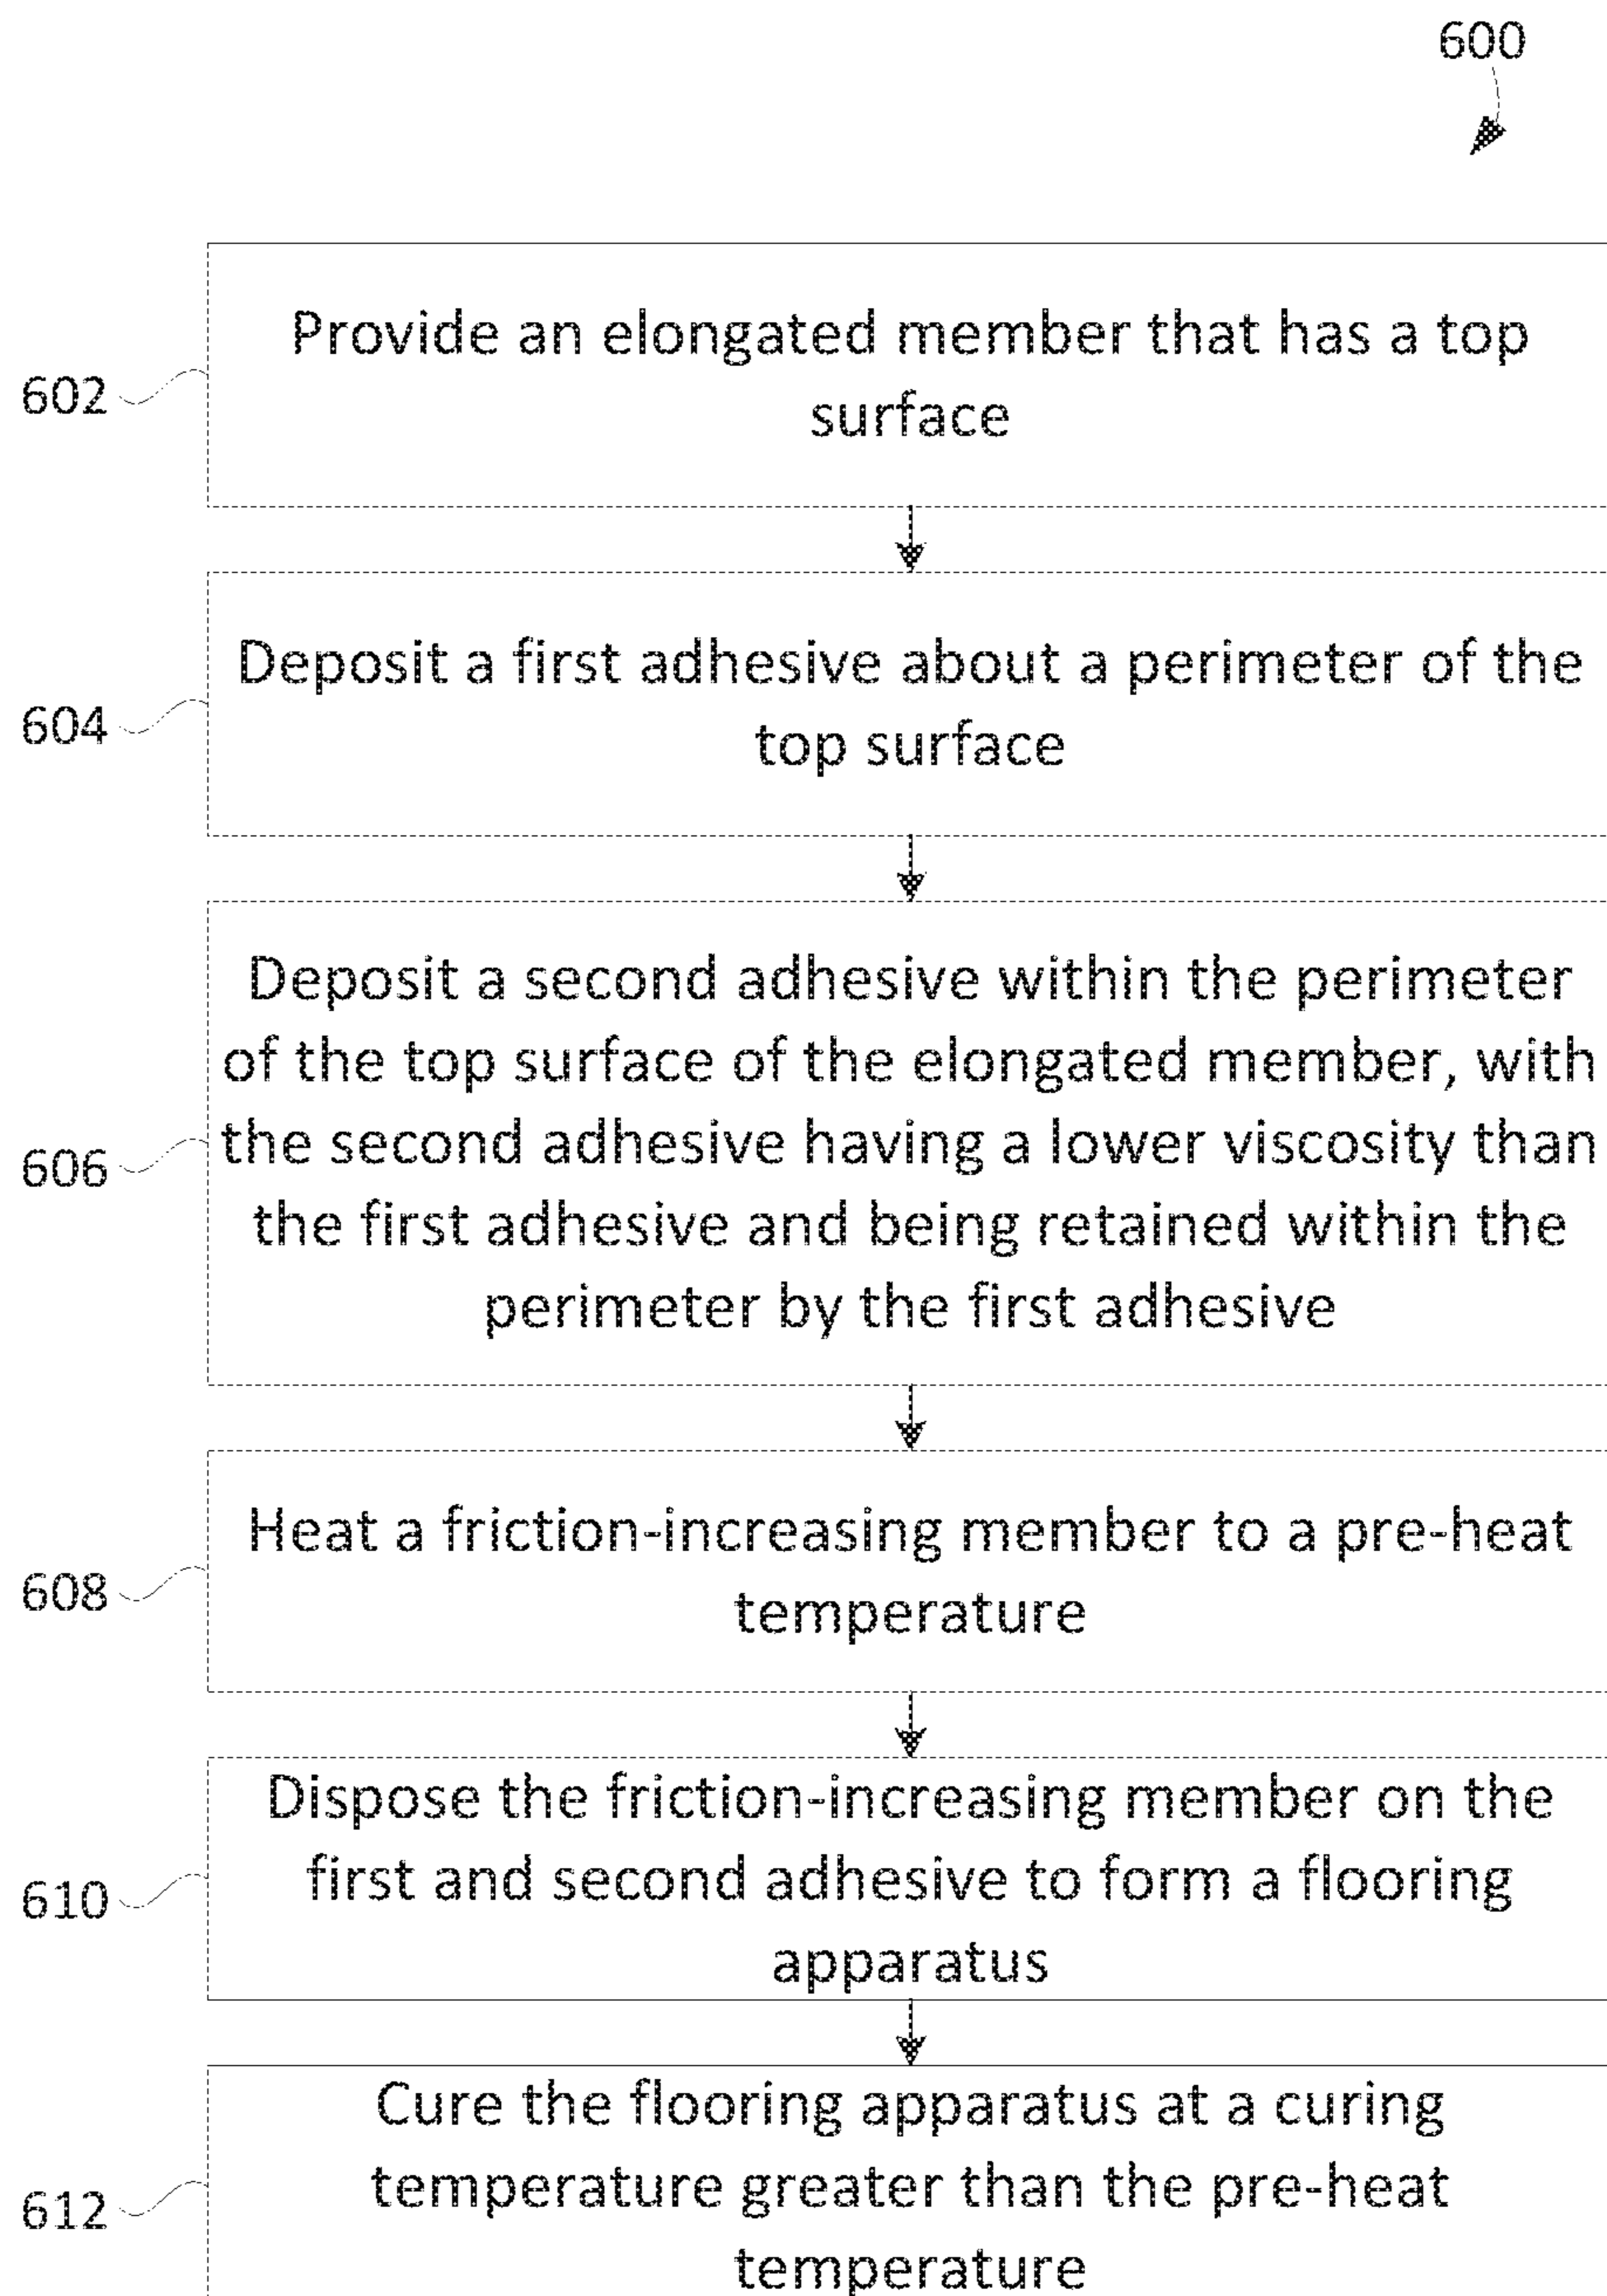 600
Provide an elongated member that has a top
surface
602
Deposit a first adhesive about a perimeter of the
top surface
604
Deposit a second adhesive within the perimeter
of the top surface of the elongated member, with
the second adhesive having a lower viscosity than
the first adhesive and being retained within the
perimeter by the first adhesive
606
Heat a friction-increasing member to a pre-heat
temperature
608
Dispose the friction-increasing member on the
first and second adhesive to form a flooring
apparatus
610
Cure the flooring apparatus at a curing
temperature greater than the pre-heat
temperature
612